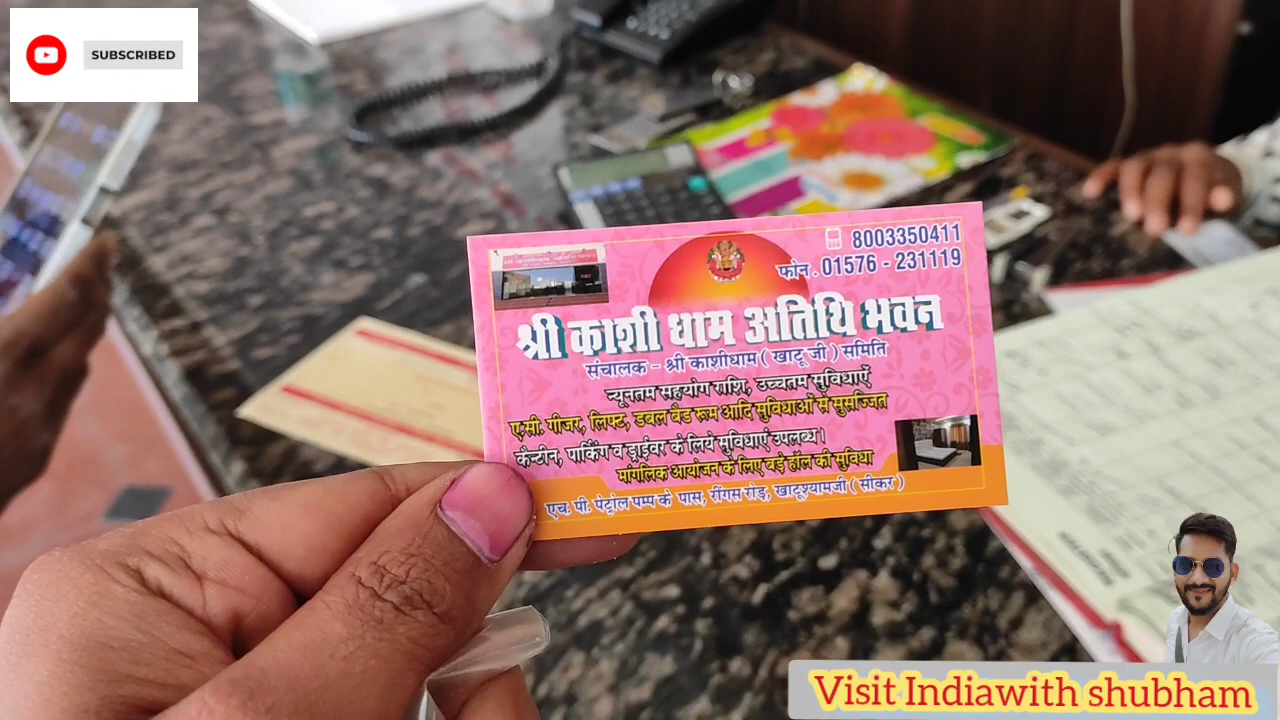 SUBSCRIBED
8003350411
फोन . 01576 - 231119
श्री काशी धाम अतिथि भवन
संचालक - श्री काशीधाम ( खाटू जी ) समिति
न्यूनतम सहयोग राशि, उच्चतम सुविधाऐं
ए.सी. गीजर, लिफ्ट, डबल बैड रूम आदि सुविधाओं से सुसज्जित
कैन्टीन, पार्किंग व ड्राईवर के लिये सुविधाएं उपलब्ध।
मांगलिक आयोजन के लिए बड़े हॉल की सुविधा
एच. पी. पेट्रोल पम्प के पास, रींगस रोड़, खाटूश्यामजी ( सीकर )
Visit Indiawith shubham